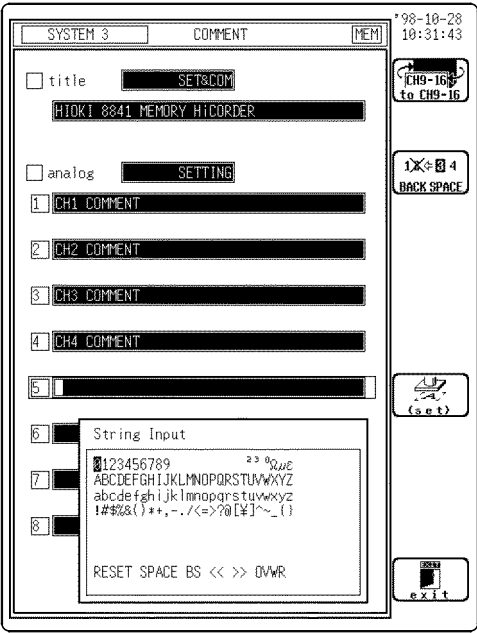 '98-10-28
SYSTEM 3 COMMENT MEM 10:31:43
title SET&COM
HIOKI 8841 MEMORY HiCORDER
CH9-16
to CH9-16
analog SETTING
BACK SPACE
1 CH1 COMMENT
2 CH2 COMMENT
3 CH3 COMMENT
4 CH4 COMMENT
5
(set)
6
7
8
String Input
0123456789 ²³⁰Ωµε
ABCDEFGHIJKLMNOPQRSTUVWXYZ
abcdefghijklmnopqrstuvwxyz
!#$%&()*+,-./<=>?@[¥]^~_{}
RESET SPACE BS << >> OVWR
EXIT
exit